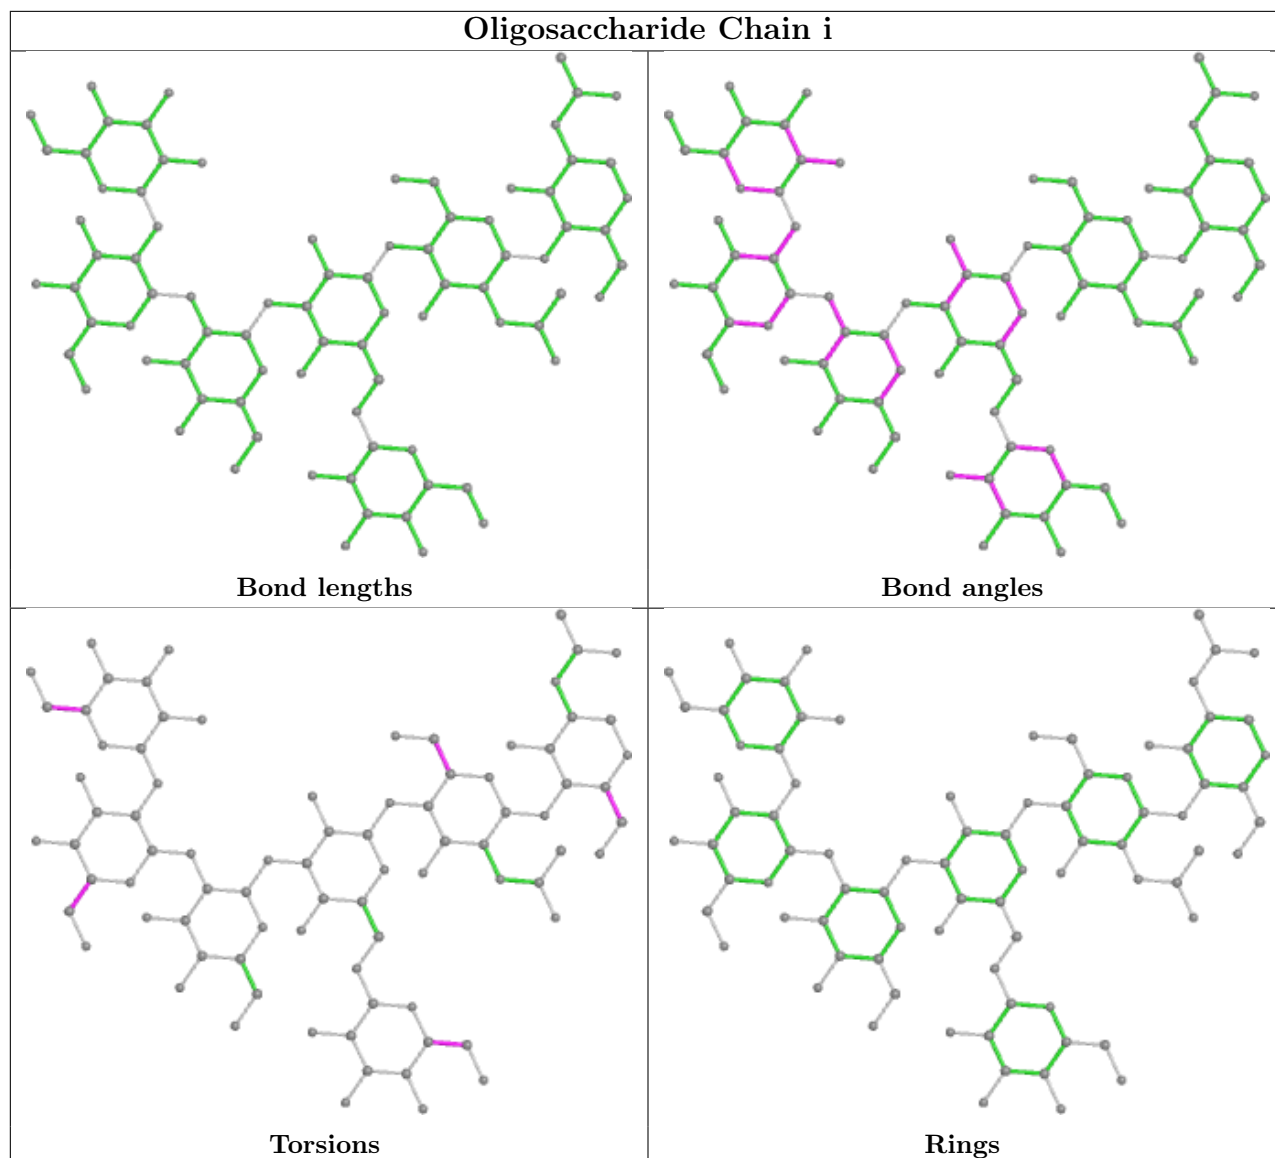 Oligosaccharide Chain i
Bond lengths
Bond angles
Torsions
Rings